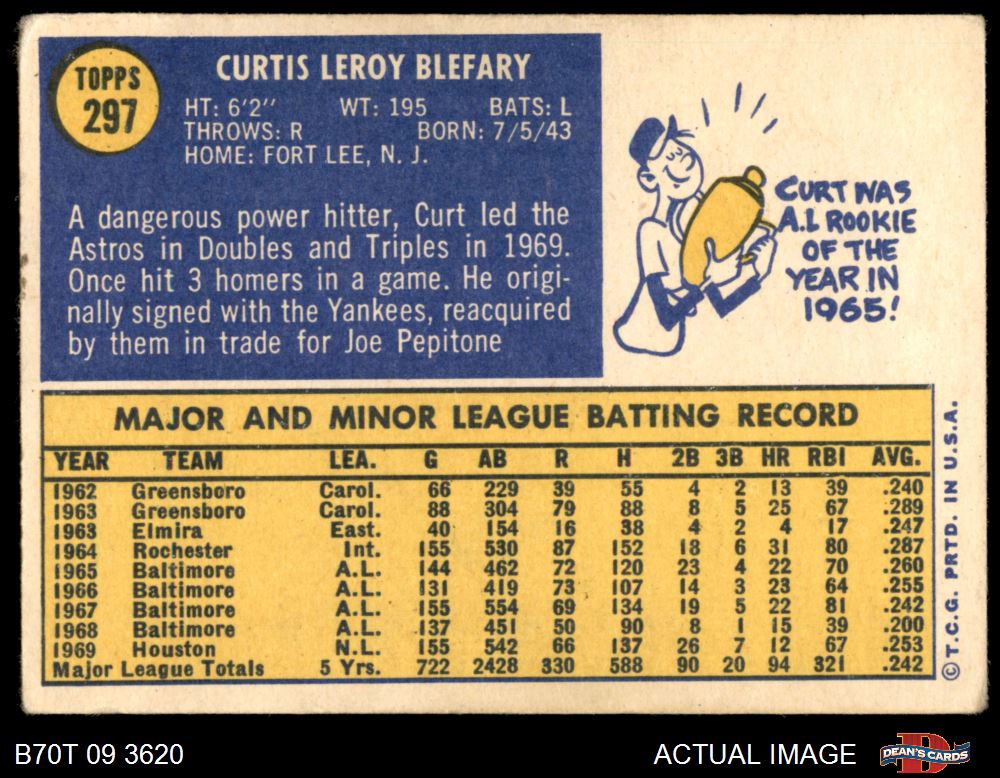 TOPPS
297
CURTIS LEROY BLEFARY
HT: 6'2'' WT: 195 BATS: L
THROWS: R BORN: 7/5/43
HOME: FORT LEE, N. J.
A dangerous power hitter, Curt led the
Astros in Doubles and Triples in 1969.
Once hit 3 homers in a game. He origi-
nally signed with the Yankees, reacquired
by them in trade for Joe Pepitone
CURT WAS
A.L ROOKIE
OF THE
YEAR IN
1965!
MAJOR AND MINOR LEAGUE BATTING RECORD
YEAR TEAM LEA. G AB R H 2B 3B HR RBI AVG.
1962 Greensboro Carol. 66 229 39 55 4 2 13 39 .240
1963 Greensboro Carol. 88 304 79 88 8 5 25 67 .289
1963 Elmira East. 40 154 16 38 4 2 4 17 .247
1964 Rochester Int. 155 530 87 152 18 6 31 80 .287
1965 Baltimore A.L. 144 462 72 120 23 4 22 70 .260
1966 Baltimore A.L. 131 419 73 107 14 3 23 64 .255
1967 Baltimore A.L. 155 554 69 134 19 5 22 81 .242
1968 Baltimore A.L. 137 451 50 90 8 1 15 39 .200
1969 Houston N.L. 155 542 66 137 26 7 12 67 .253
Major League Totals 5 Yrs. 722 2428 330 588 90 20 94 321 .242
© T.C.G. PRTD. IN U.S.A.
B70T 09 3620
ACTUAL IMAGE
D
DEAN'S CARDS